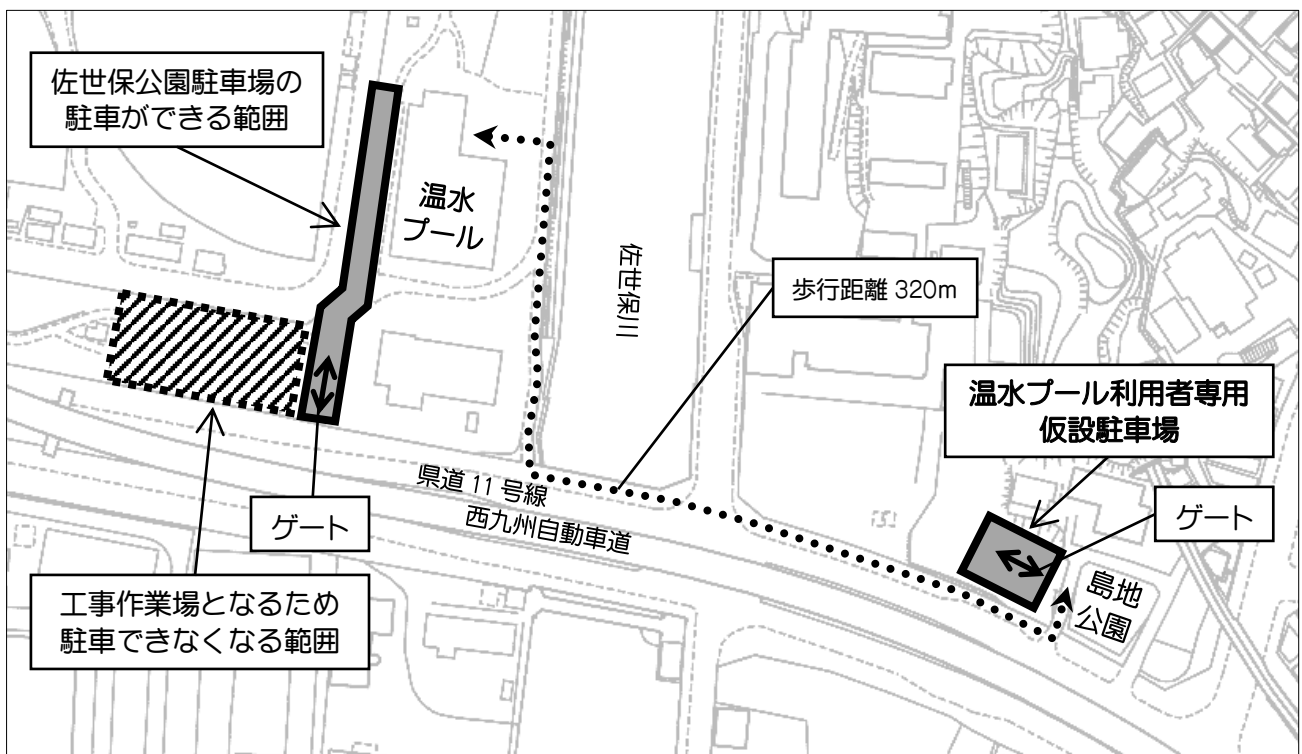 佐世保公園駐車場の
駐車ができる範囲
温水
プール
佐世保川
歩行距離 320m
温水プール利用者専用
仮設駐車場
県道 11 号線
西九州自動車道
ゲート
ゲート
島地
公園
工事作業場となるため
駐車できなくなる範囲